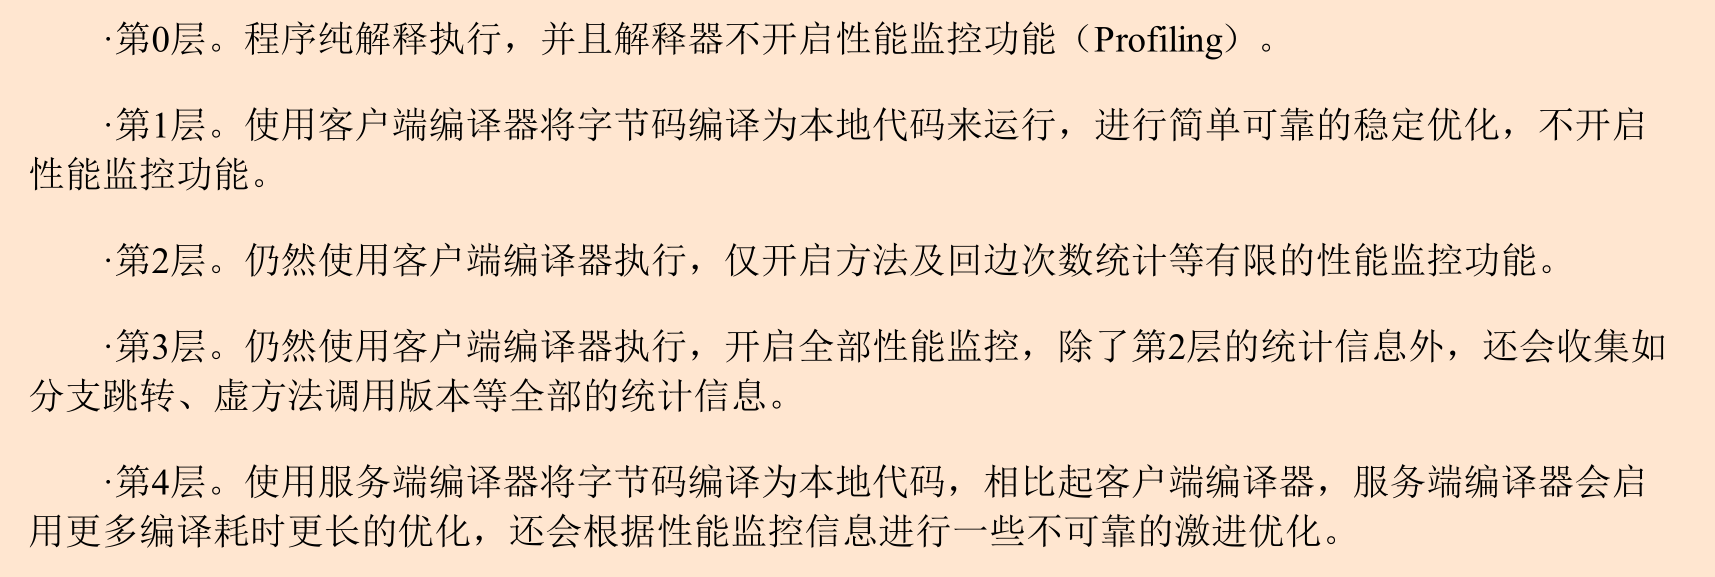 ·第0层。程序纯解释执行，并且解释器不开启性能监控功能（Profiling）。
·第1层。使用客户端编译器将字节码编译为本地代码来运行，进行简单可靠的稳定优化，不开启
性能监控功能。
·第2层。仍然使用客户端编译器执行，仅开启方法及回边次数统计等有限的性能监控功能。
·第3层。仍然使用客户端编译器执行，开启全部性能监控，除了第2层的统计信息外，还会收集如
分支跳转、虚方法调用版本等全部的统计信息。
·第4层。使用服务端编译器将字节码编译为本地代码，相比起客户端编译器，服务端编译器会启
用更多编译耗时更长的优化，还会根据性能监控信息进行一些不可靠的激进优化。